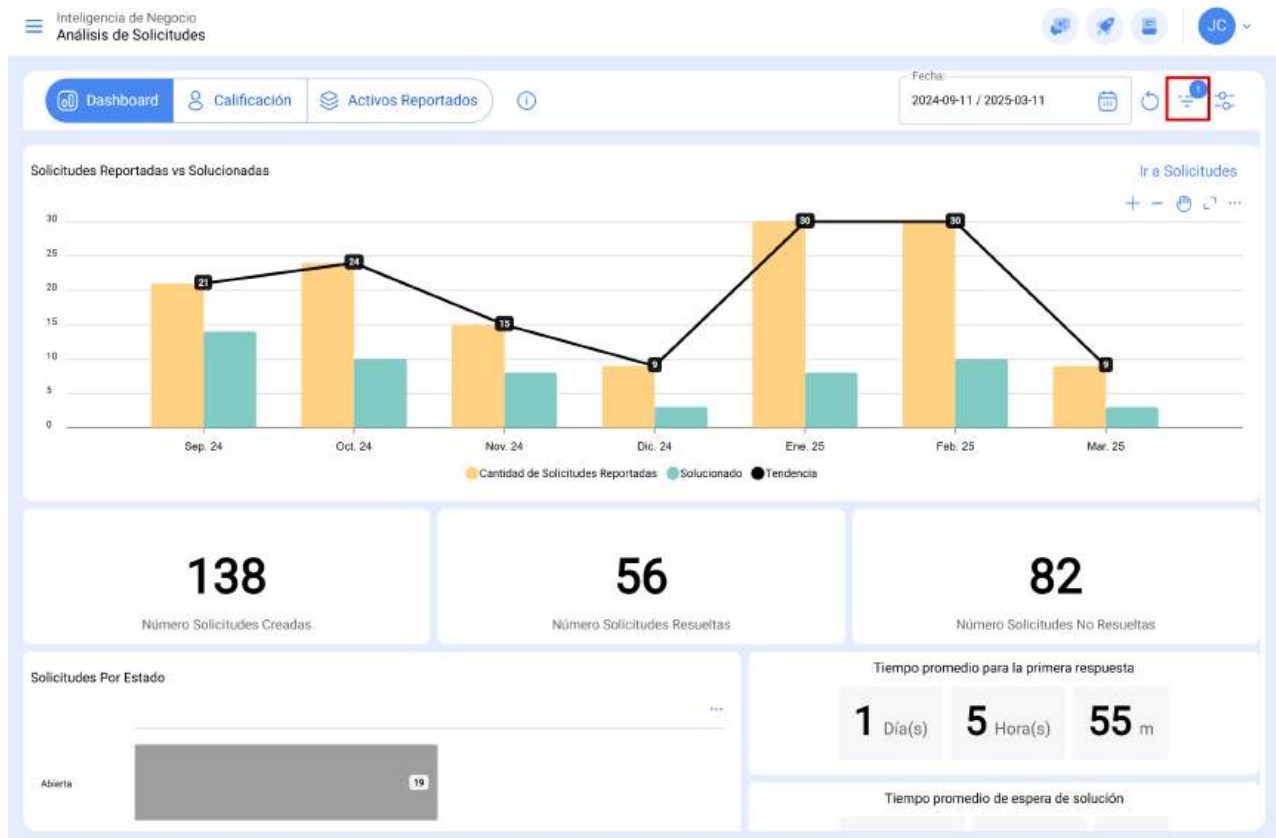 Inteligencia de Negocio
Análisis de Solicitudes
JC
Dashboard
Calificación
Activos Reportados
Fecha:
2024-09-11 / 2025-03-11
1
Solicitudes Reportadas vs Solucionadas
Ir a Solicitudes
30
25
20
15
10
5
0
21
24
15
9
30
30
9
Sep. 24
Oct. 24
Nov. 24
Dic. 24
Ene. 25
Feb. 25
Mar. 25
Cantidad de Solicitudes Reportadas Solucionado Tendencia
138
Número Solicitudes Creadas
56
Número Solicitudes Resueltas
82
Número Solicitudes No Resueltas
Solicitudes Por Estado
Abierta
19
Tiempo promedio para la primera respuesta
1 Día(s) 5 Hora(s) 55 m
Tiempo promedio de espera de solución